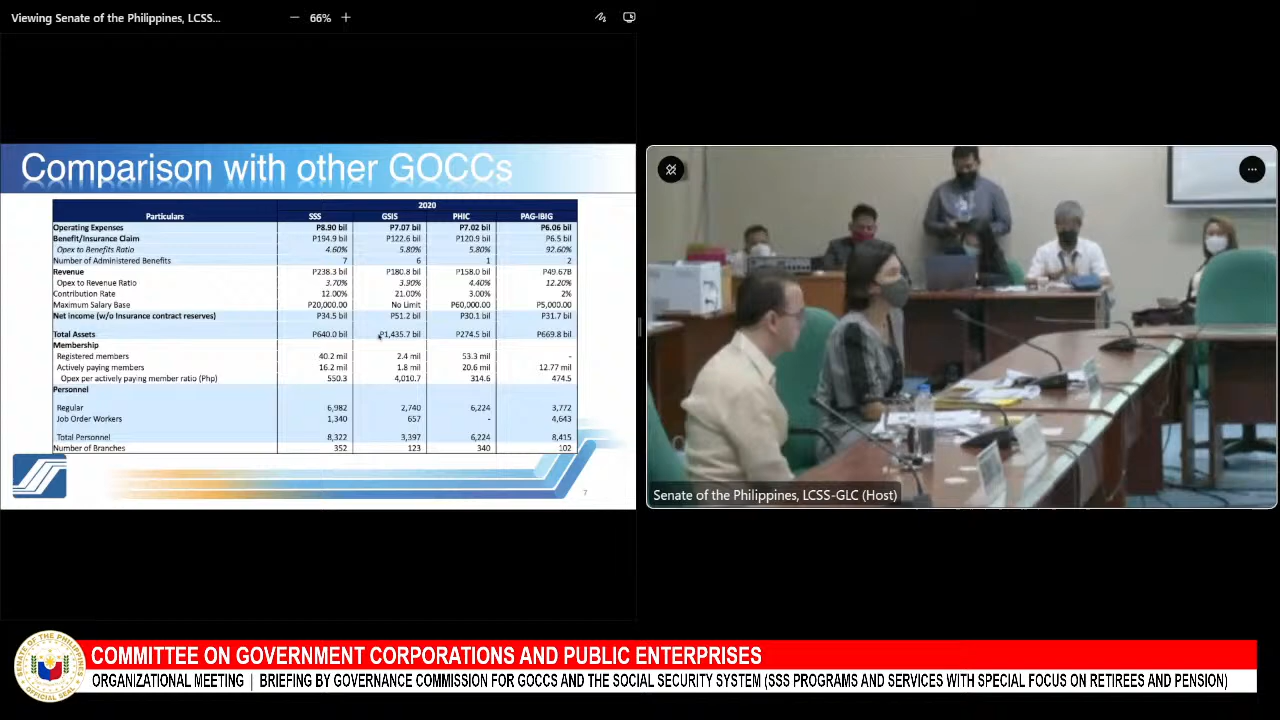 Viewing Senate of the Philippines, LCSS...
66%
Comparison with other GOCCs
2020
Particulars SSS GSIS PHIC PAG-IBIG
Operating Expenses P8.90 bil P7.07 bil P7.02 bil P6.06 bil
Benefit/Insurance Claim P194.9 bil P122.6 bil P120.9 bil P6.5 bil
Opex to Benefits Ratio 4.60% 5.80% 5.80% 92.60%
Number of Administered Benefits 7 6 1 2
Revenue P238.3 bil P180.8 bil P158.0 bil P49.67B
Opex to Revenue Ratio 3.70% 3.90% 4.40% 12.20%
Contribution Rate 12.00% 21.00% 3.00% 2%
Maximum Salary Base P20,000.00 No Limit P60,000.00 P5,000.00
Net Income (w/o Insurance contract reserves) P34.5 bil P51.2 bil P30.1 bil P31.7 bil
Total Assets P640.0 bil P1,435.7 bil P274.5 bil P669.8 bil
Membership
Registered members 40.2 mil 2.4 mil 53.3 mil -
Actively paying members 16.2 mil 1.8 mil 20.6 mil 12.77 mil
Opex per actively paying member ratio (Php) 550.3 4,010.7 314.6 474.5
Personnel
Regular 6,982 2,740 6,224 3,772
Job Order Workers 1,340 657 - 4,643
Total Personnel 8,322 3,397 6,224 8,415
Number of Branches 352 123 340 102
7
Senate of the Philippines, LCSS-GLC (Host)
COMMITTEE ON GOVERNMENT CORPORATIONS AND PUBLIC ENTERPRISES
ORGANIZATIONAL MEETING | BRIEFING BY GOVERNANCE COMMISSION FOR GOCCS AND THE SOCIAL SECURITY SYSTEM (SSS PROGRAMS AND SERVICES WITH SPECIAL FOCUS ON RETIREES AND PENSION)